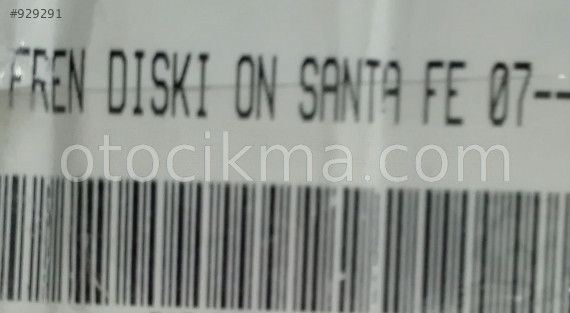 #929291
FREN DISKI ON SANTA FE 07--
otocikma.com